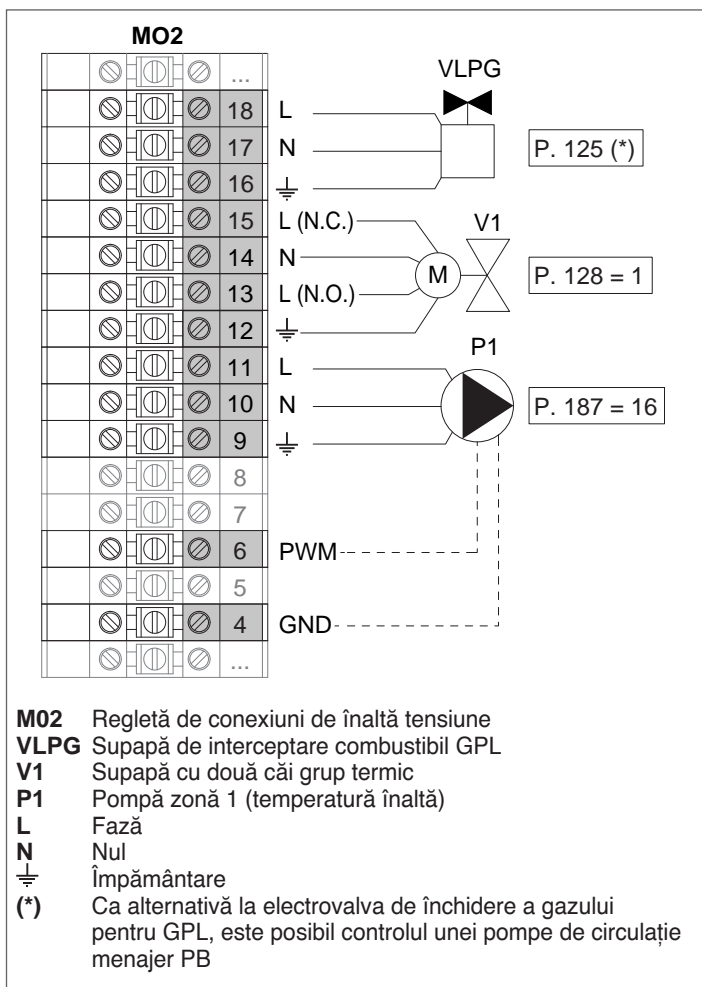 MO2
...
VLPG
18 L
17 N P. 125 (*)
16
15 L (N.C.) V1
14 N M P. 128 = 1
13 L (N.O.)
12
P1
11 L
10 N P. 187 = 16
9
8
7
6 PWM
5
4 GND
...
M02 Regletă de conexiuni de înaltă tensiune
VLPG Supapă de interceptare combustibil GPL
V1 Supapă cu două căi grup termic
P1 Pompă zonă 1 (temperatură înaltă)
L Fază
N Nul
⏚ Împământare
(*) Ca alternativă la electrovalva de închidere a gazului
pentru GPL, este posibil controlul unei pompe de circulație
menajer PB